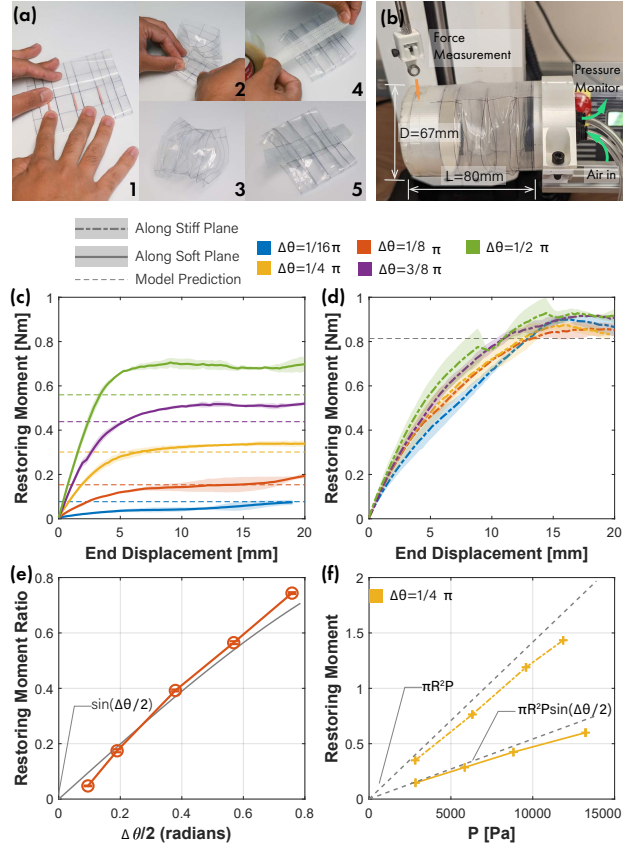 (a)
1
2
3
4
5
(b)
Force
Measurement
Pressure
Monitor
D=67mm
L=80mm
Air in
Along Stiff Plane
Along Soft Plane
Model Prediction
Δθ=1/16π
Δθ=1/8 π
Δθ=1/2 π
Δθ=1/4 π
Δθ=3/8 π
(c)
Restoring Moment [Nm]
1
0.8
0.6
0.4
0.2
0
0
5
10
15
20
End Displacement [mm]
(d)
Restoring Moment [Nm]
1
0.8
0.6
0.4
0.2
0
0
5
10
15
20
End Displacement [mm]
(e)
Restoring Moment Ratio
0.8
0.6
0.4
0.2
0
0
0.2
0.4
0.6
0.8
sin(Δθ/2)
Δθ/2 (radians)
(f)
Restoring Moment
2
1.5
1
0.5
0
0
5000
10000
15000
Δθ=1/4 π
πR²P
πR²Psin(Δθ/2)
P [Pa]